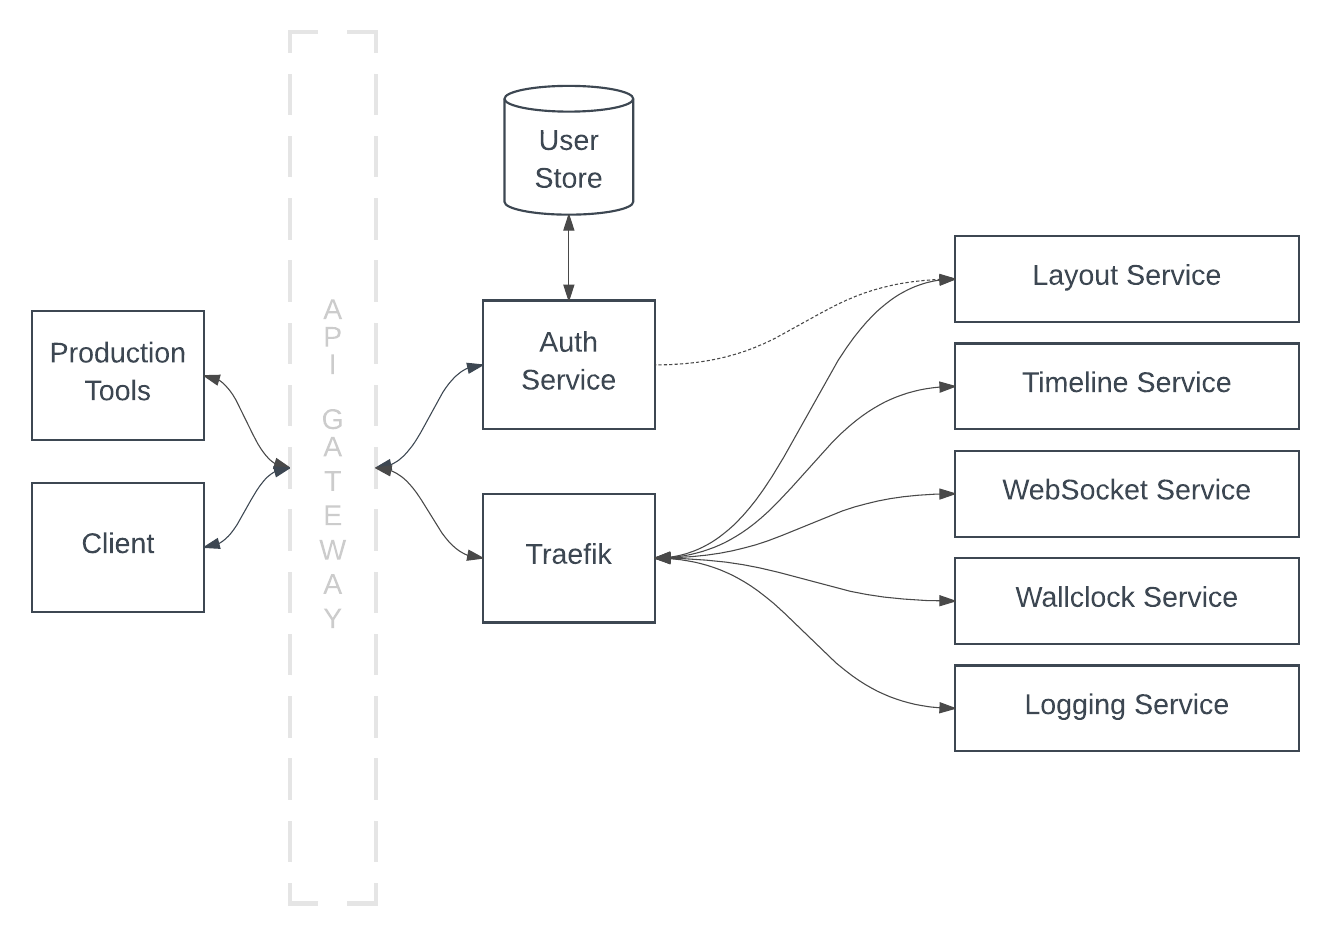 User
Store
Layout Service
Production
Tools
API GATEWAY
Auth
Service
Timeline Service
WebSocket Service
Client
Traefik
Wallclock Service
Logging Service